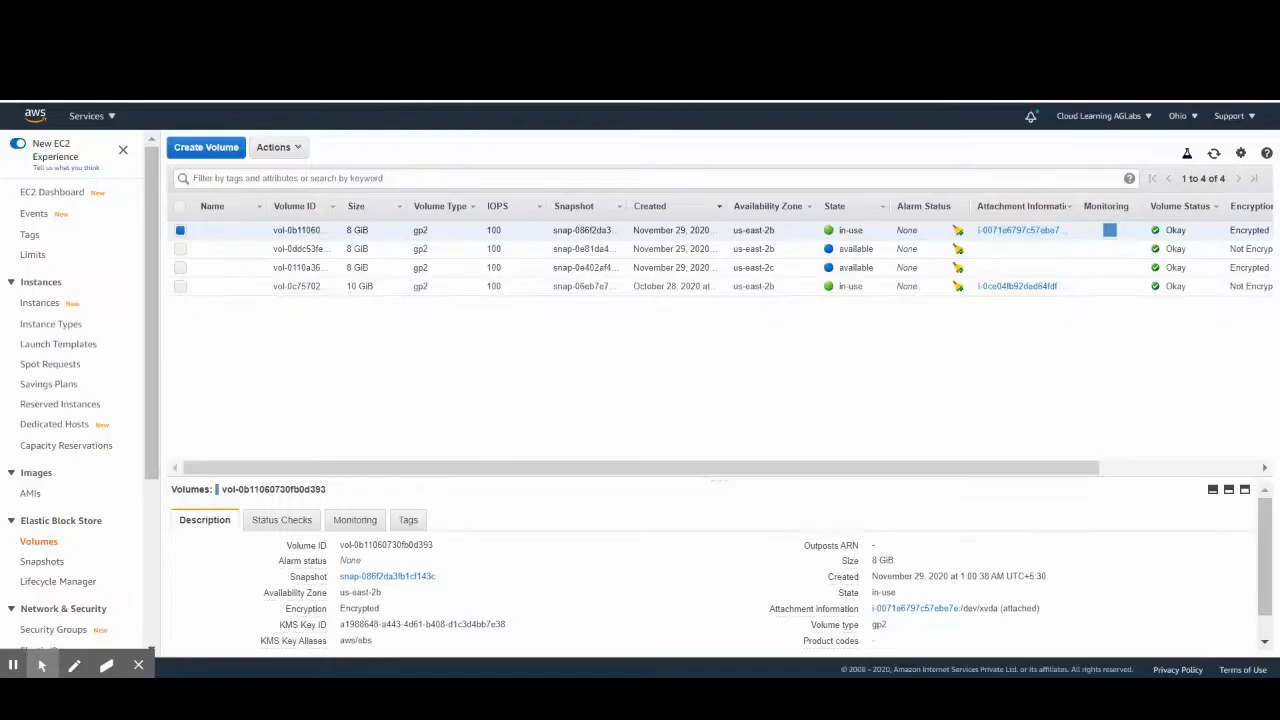 aws Services Cloud Learning AGLabs Ohio Support
New EC2 Experience
Tell us what you think
EC2 Dashboard New
Events New
Tags
Limits
Instances
Instances New
Instance Types
Launch Templates
Spot Requests
Savings Plans
Reserved Instances
Dedicated Hosts New
Capacity Reservations
Images
AMIs
Elastic Block Store
Volumes
Snapshots
Lifecycle Manager
Network & Security
Security Groups New
Create Volume Actions
Filter by tags and attributes or search by keyword 1 to 4 of 4
Name Volume ID Size Volume Type IOPS Snapshot Created Availability Zone State Alarm Status Attachment Informati Monitoring Volume Status Encryption
vol-0b11060... 8 GiB gp2 100 snap-086f2da3... November 29, 2020... us-east-2b in-use None i-0071e6797c57ebe7... Okay Encrypted
vol-0ddc53fe... 8 GiB gp2 100 snap-0e81da4... November 29, 2020... us-east-2b available None Okay Not Encryp
vol-0110a36... 8 GiB gp2 100 snap-0e402af4... November 29, 2020... us-east-2c available None Okay Encrypted
vol-0c75702... 10 GiB gp2 100 snap-06eb7e7... October 28, 2020 at... us-east-2b in-use None i-0ce04fb92ded64fdf... Okay Not Encryp
Volumes: vol-0b11060730fb0d393
Description Status Checks Monitoring Tags
Volume ID vol-0b11060730fb0d393 Outposts ARN -
Alarm status None Size 8 GiB
Snapshot snap-086f2da3fb1cf143c Created November 29, 2020 at 1:00:38 AM UTC+5:30
Availability Zone us-east-2b State in-use
Encryption Encrypted Attachment information i-0071e6797c57ebe7e:/dev/xvda (attached)
KMS Key ID a1988648-a443-4d61-b408-d1c3d4bb7e38 Volume type gp2
KMS Key Aliases aws/ebs Product codes -
© 2008 - 2020, Amazon Internet Services Private Ltd. or its affiliates. All rights reserved. Privacy Policy Terms of Use